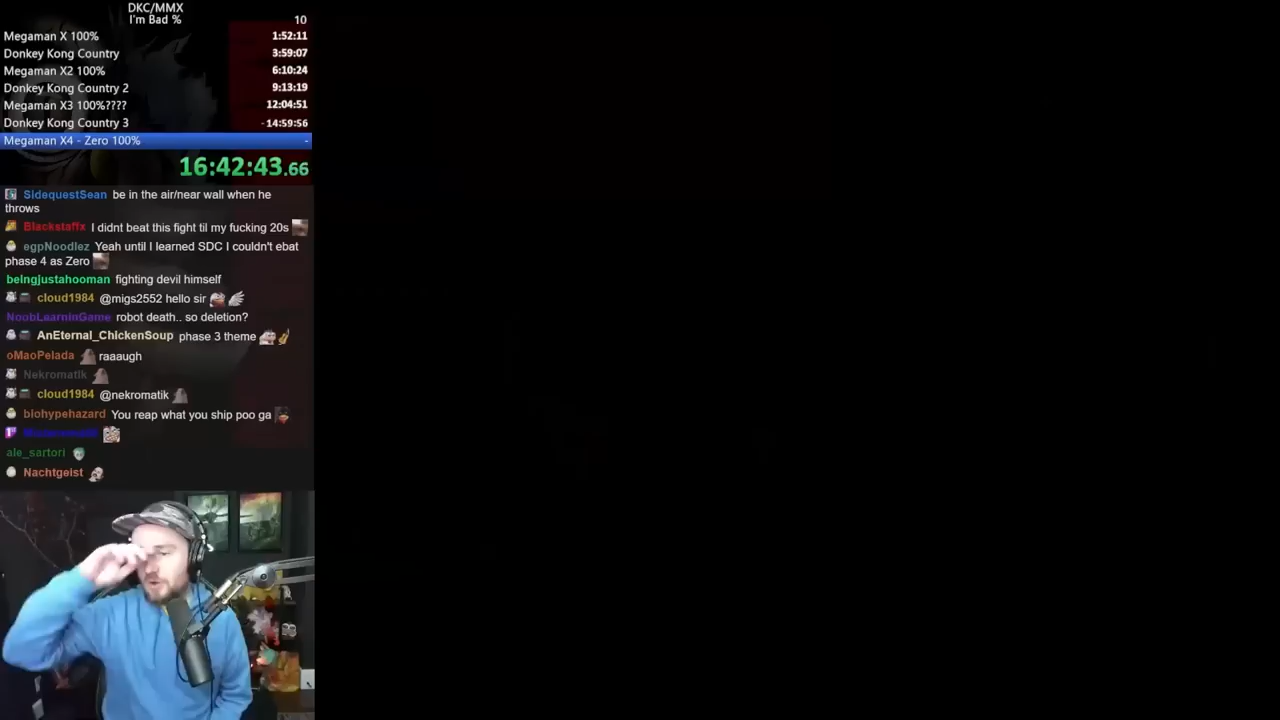 DKC/MMX
I'm Bad %
10
Megaman X 100% 1:52:11
Donkey Kong Country 3:59:07
Megaman X2 100% 6:10:24
Donkey Kong Country 2 9:13:19
Megaman X3 100%???? 12:04:51
Donkey Kong Country 3 - 14:59:56
Megaman X4 - Zero 100% -
16:42:43.66
SidequestSean be in the air/near wall when he
throws
Blackstaffx I didnt beat this fight til my fucking 20s
egpNoodlez Yeah until I learned SDC I couldn't ebat
phase 4 as Zero
beingjustahooman fighting devil himself
cloud1984 @migs2552 hello sir
NoobLearninGame robot death.. so deletion?
AnEternal_ChickenSoup phase 3 theme
oMaoPelada raaaugh
Nekromatik
cloud1984 @nekromatik
biohypehazard You reap what you ship poo ga
ale_sartori
Nachtgeist